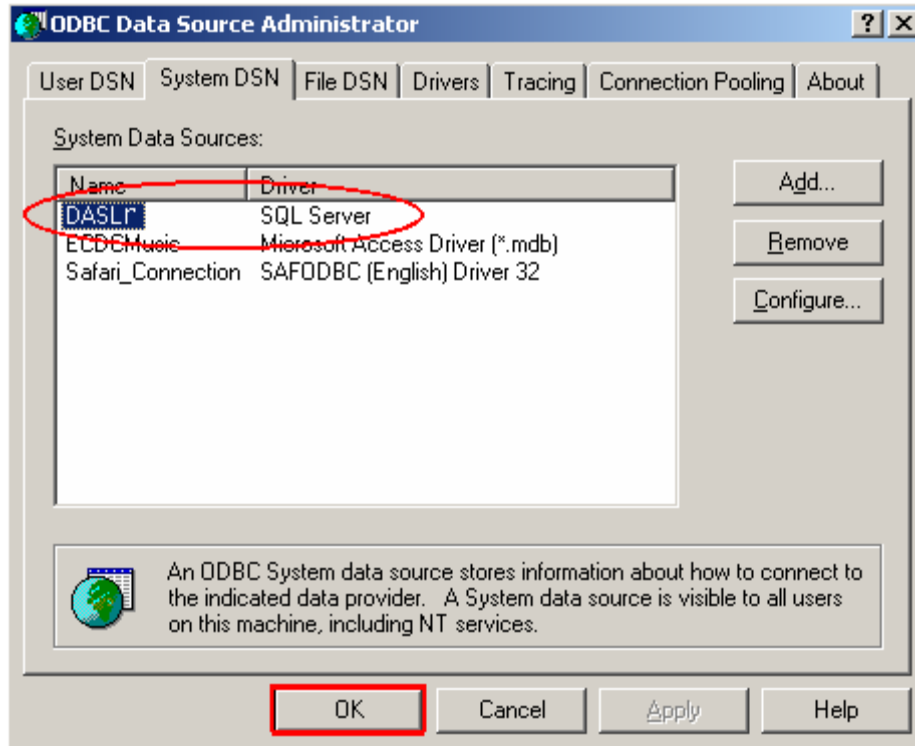 ODBC Data Source Administrator
User DSN System DSN File DSN Drivers Tracing Connection Pooling About
System Data Sources:
Name Driver
DASLr SQL Server
ECDCMusic Microsoft Access Driver (*.mdb)
Safari_Connection SAFODBC (English) Driver 32
Add...
Remove
Configure...
An ODBC System data source stores information about how to connect to
the indicated data provider. A System data source is visible to all users
on this machine, including NT services.
OK Cancel Apply Help